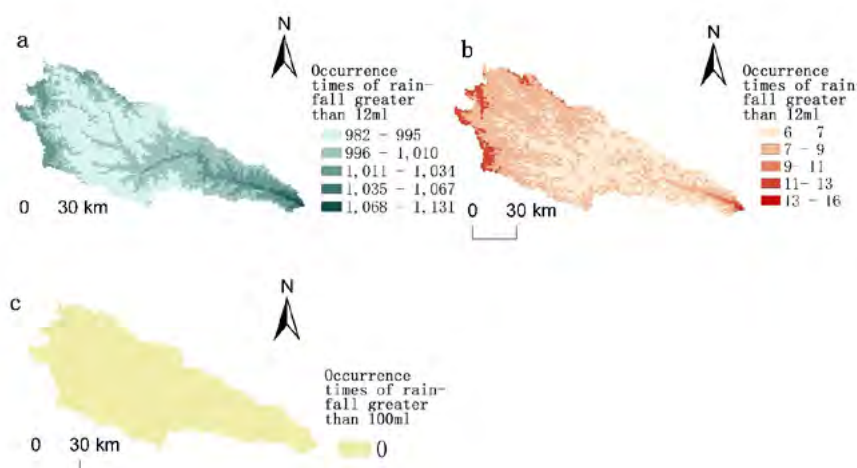 a
N
Occurrence
times of rain-
fall greater
than 12ml
982 - 995
996 - 1,010
1,011 - 1,034
1,035 - 1,067
1,068 - 1,131
0 30 km
b
N
Occurrence
times of rain-
fall greater
than 12ml
6 - 7
7 - 9
9 - 11
11- 13
13 - 16
0 30 km
c
N
Occurrence
times of rain-
fall greater
than 100ml
0
0 30 km